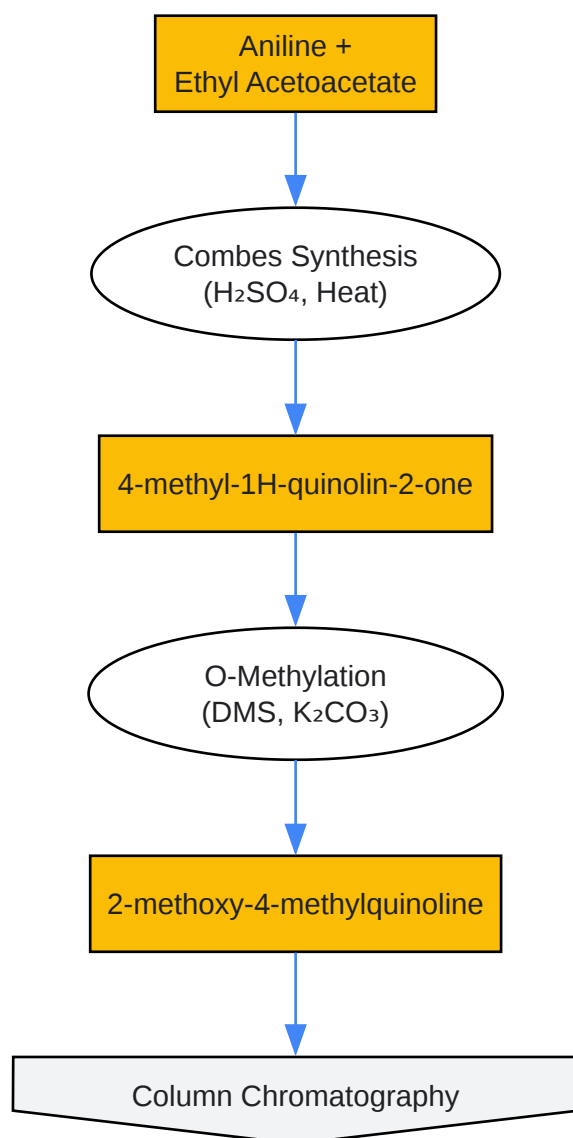 Aniline +
Ethyl Acetoacetate
Combes Synthesis
(H₂SO₄, Heat)
4-methyl-1H-quinolin-2-one
O-Methylation
(DMS, K₂CO₃)
2-methoxy-4-methylquinoline
Column Chromatography